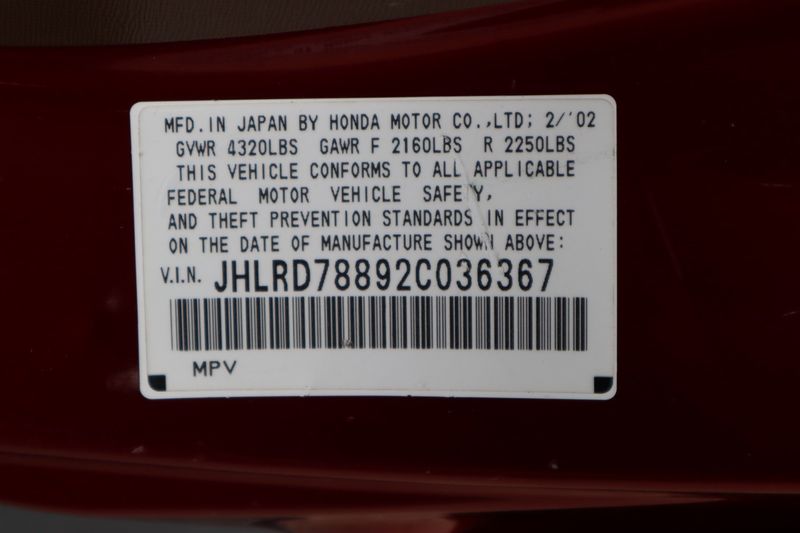 MFD. IN JAPAN BY HONDA MOTOR CO.,LTD; 2/'02
GVWR 4320LBS GAWR F 2160LBS R 2250LBS
THIS VEHICLE CONFORMS TO ALL APPLICABLE
FEDERAL MOTOR VEHICLE SAFETY,
AND THEFT PREVENTION STANDARDS IN EFFECT
ON THE DATE OF MANUFACTURE SHOWN ABOVE:
V.I.N. JHLRD78892C036367
MPV